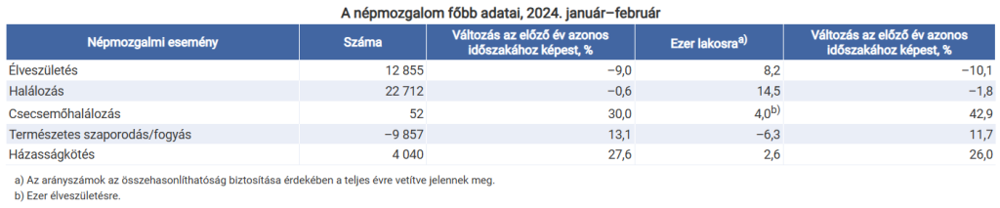 A népmozgalom főbb adatai, 2024. január–február
Népmozgalmi esemény Száma Változás az előző év azonos időszakához képest, % Ezer lakosra a) Változás az előző év azonos időszakához képest, %
Élveszületés 12 855 –9,0 8,2 –10,1
Halálozás 22 712 –0,6 14,5 –1,8
Csecsemőhalálozás 52 30,0 4,0 b) 42,9
Természetes szaporodás/fogyás –9 857 13,1 –6,3 11,7
Házasságkötés 4 040 27,6 2,6 26,0
a) Az arányszámok az összehasonlíthatóság biztosítása érdekében a teljes évre vetítve jelennek meg.
b) Ezer élveszületésre.